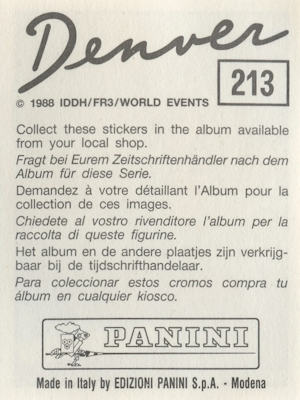 Denver
213
© 1988 IDDH/FR3/WORLD EVENTS
Collect these stickers in the album available
from your local shop.
Fragt bei Eurem Zeitschriftenhändler nach dem
Album für diese Serie.
Demandez à votre détaillant l'Album pour la
collection de ces images.
Chiedete al vostro rivenditore l'album per la
raccolta di queste figurine.
Het album en de andere plaatjes zijn verkrijg-
baar bij de tijdschrifthandelaar.
Para coleccionar estos cromos compra tu
álbum en cualquier kiosco.
PANINI
Made in Italy by EDIZIONI PANINI S.p.A. - Modena